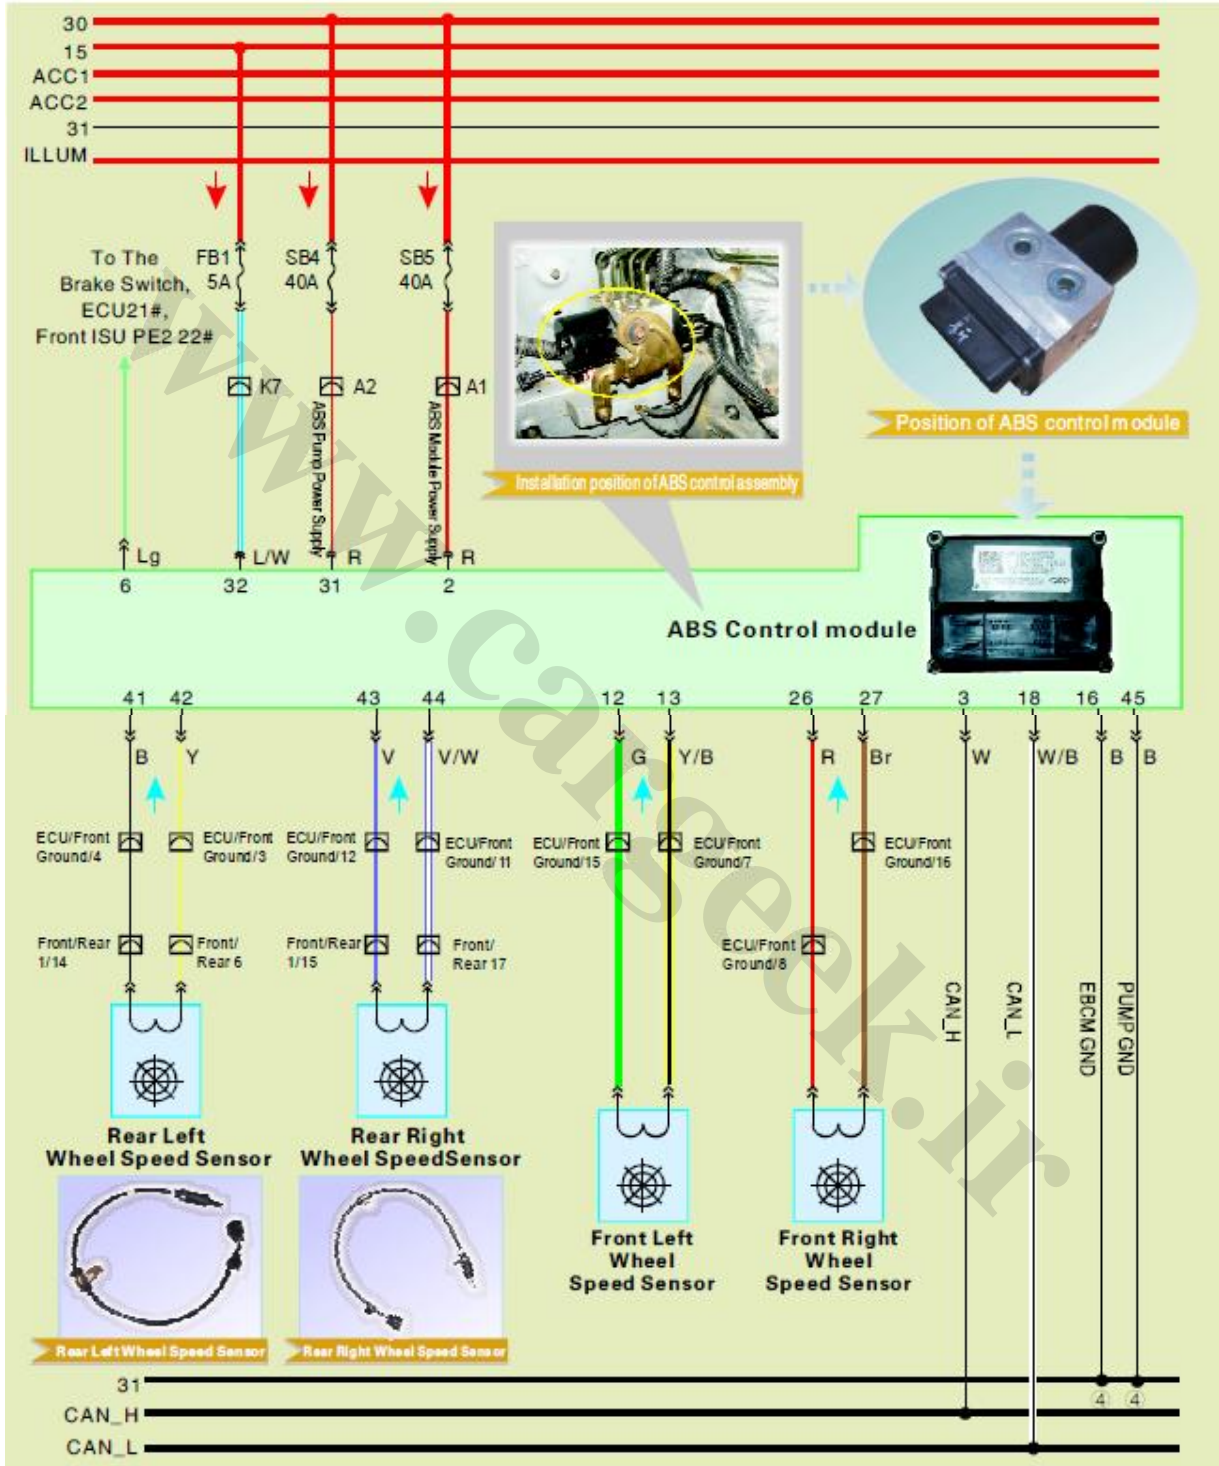 30
15
ACC1
ACC2
31
ILLUM
To The
Brake Switch,
ECU21#,
Front ISU PE2 22#
FB1
5A
SB4
40A
SB5
40A
K7
A2
A1
ABS Pump Power Supply
ABS Module Power Supply
Installation position of ABS control assembly
Position of ABS control module
Lg
L/W
R
R
6
32
31
2
ABS Control module
41
42
43
44
12
13
26
27
3
18
16
45
B
Y
V
V/W
G
Y/B
R
Br
W
W/B
B
B
ECU/Front
Ground/4
ECU/Front
Ground/3
ECU/Front
Ground/12
ECU/Front
Ground/11
ECU/Front
Ground/15
ECU/Front
Ground/7
ECU/Front
Ground/16
Front/Rear
1/14
Front/
Rear 6
Front/Rear
1/15
Front/
Rear 17
ECU/Front
Ground/8
CAN_H
CAN_L
EBCM GND
PUMP GND
Rear Left
Wheel Speed Sensor
Rear Right
Wheel SpeedSensor
Front Left
Wheel
Speed Sensor
Front Right
Wheel
Speed Sensor
Rear Left Wheel Speed Sensor
Rear Right Wheel Speed Sensor
31
4
4
CAN_H
CAN_L
www.cargeek.ir